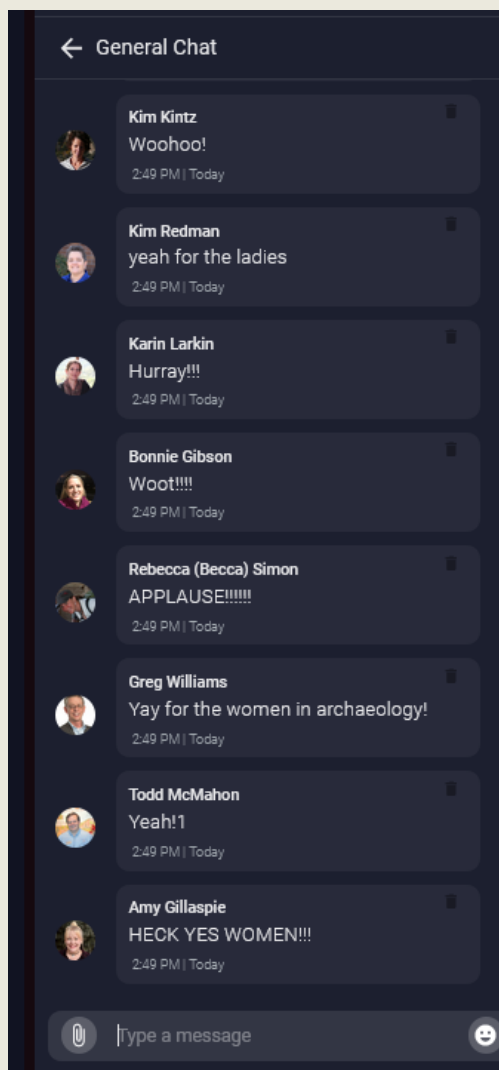 General Chat
Kim Kintz
Woohoo!
2:49 PM | Today
Kim Redman
yeah for the ladies
2:49 PM | Today
Karin Larkin
Hurray!!!
2:49 PM | Today
Bonnie Gibson
Woot!!!!
2:49 PM | Today
Rebecca (Becca) Simon
APPLAUSE!!!!!!
2:49 PM | Today
Greg Williams
Yay for the women in archaeology!
2:49 PM | Today
Todd McMahon
Yeah!1
2:49 PM | Today
Amy Gillaspie
HECK YES WOMEN!!!
2:49 PM | Today
Type a message